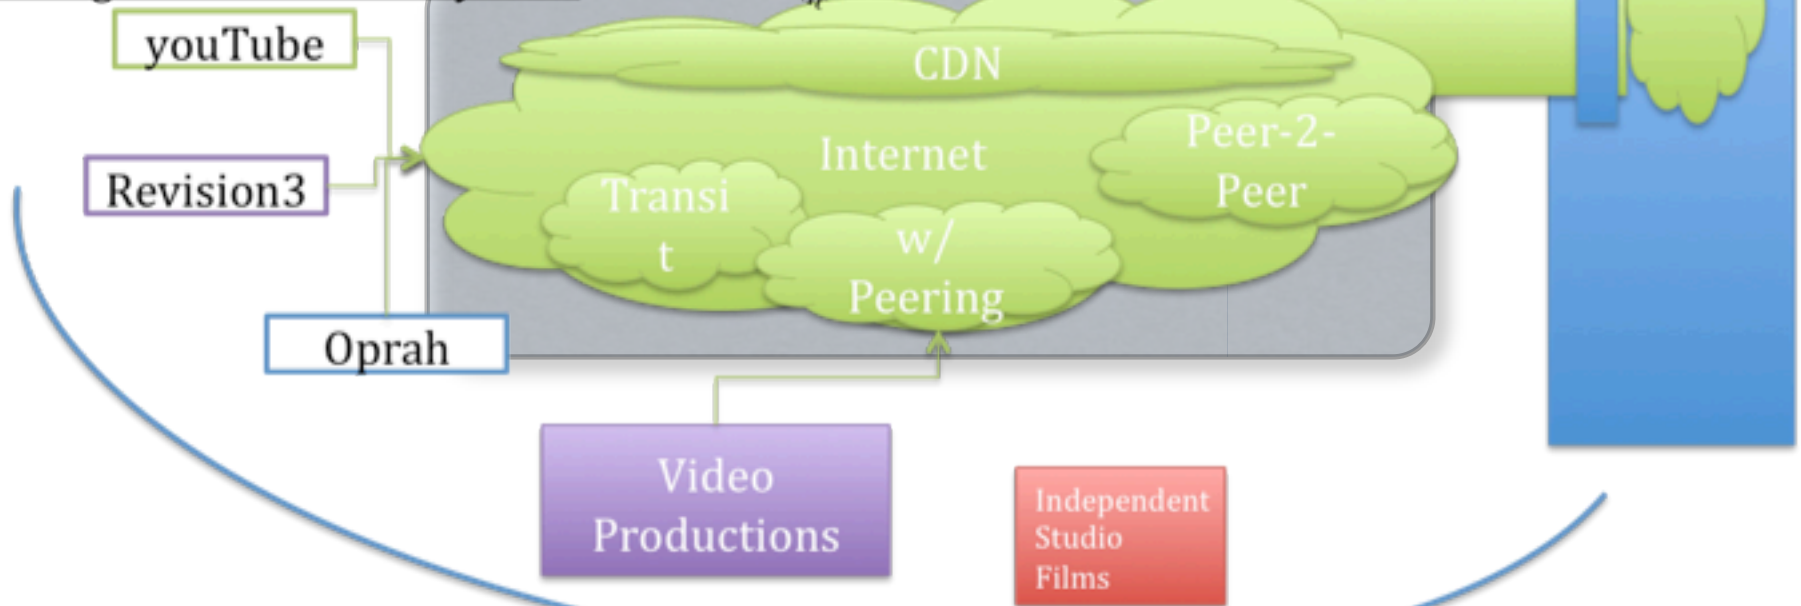 youTube
CDN
Internet
Peer-2-
Peer
Revision3
Transi
t
w/
Peering
Oprah
Video
Productions
Independent
Studio
Films